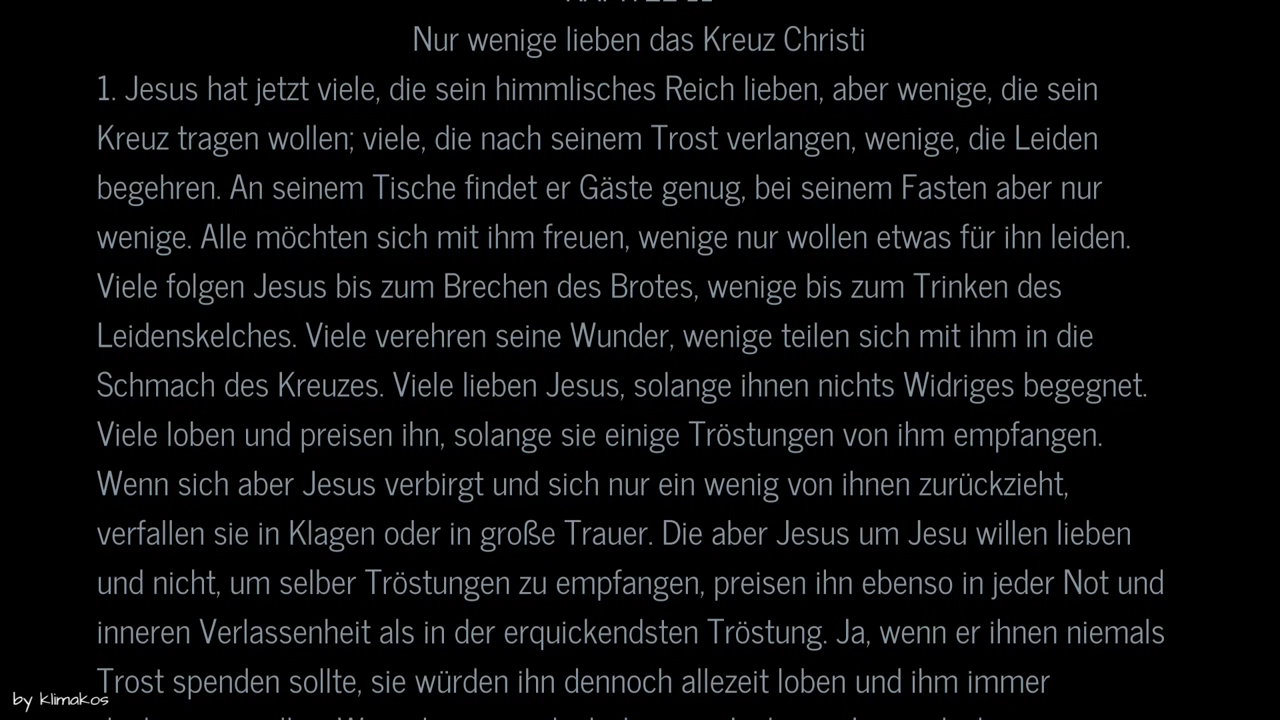 Nur wenige lieben das Kreuz Christi
1. Jesus hat jetzt viele, die sein himmlisches Reich lieben, aber wenige, die sein
Kreuz tragen wollen; viele, die nach seinem Trost verlangen, wenige, die Leiden
begehren. An seinem Tische findet er Gäste genug, bei seinem Fasten aber nur
wenige. Alle möchten sich mit ihm freuen, wenige nur wollen etwas für ihn leiden.
Viele folgen Jesus bis zum Brechen des Brotes, wenige bis zum Trinken des
Leidenskelches. Viele verehren seine Wunder, wenige teilen sich mit ihm in die
Schmach des Kreuzes. Viele lieben Jesus, solange ihnen nichts Widriges begegnet.
Viele loben und preisen ihn, solange sie einige Tröstungen von ihm empfangen.
Wenn sich aber Jesus verbirgt und sich nur ein wenig von ihnen zurückzieht,
verfallen sie in Klagen oder in große Trauer. Die aber Jesus um Jesu willen lieben
und nicht, um selber Tröstungen zu empfangen, preisen ihn ebenso in jeder Not und
inneren Verlassenheit als in der erquickendsten Tröstung. Ja, wenn er ihnen niemals
Trost spenden sollte, sie würden ihn dennoch allezeit loben und ihm immer
by klimakos